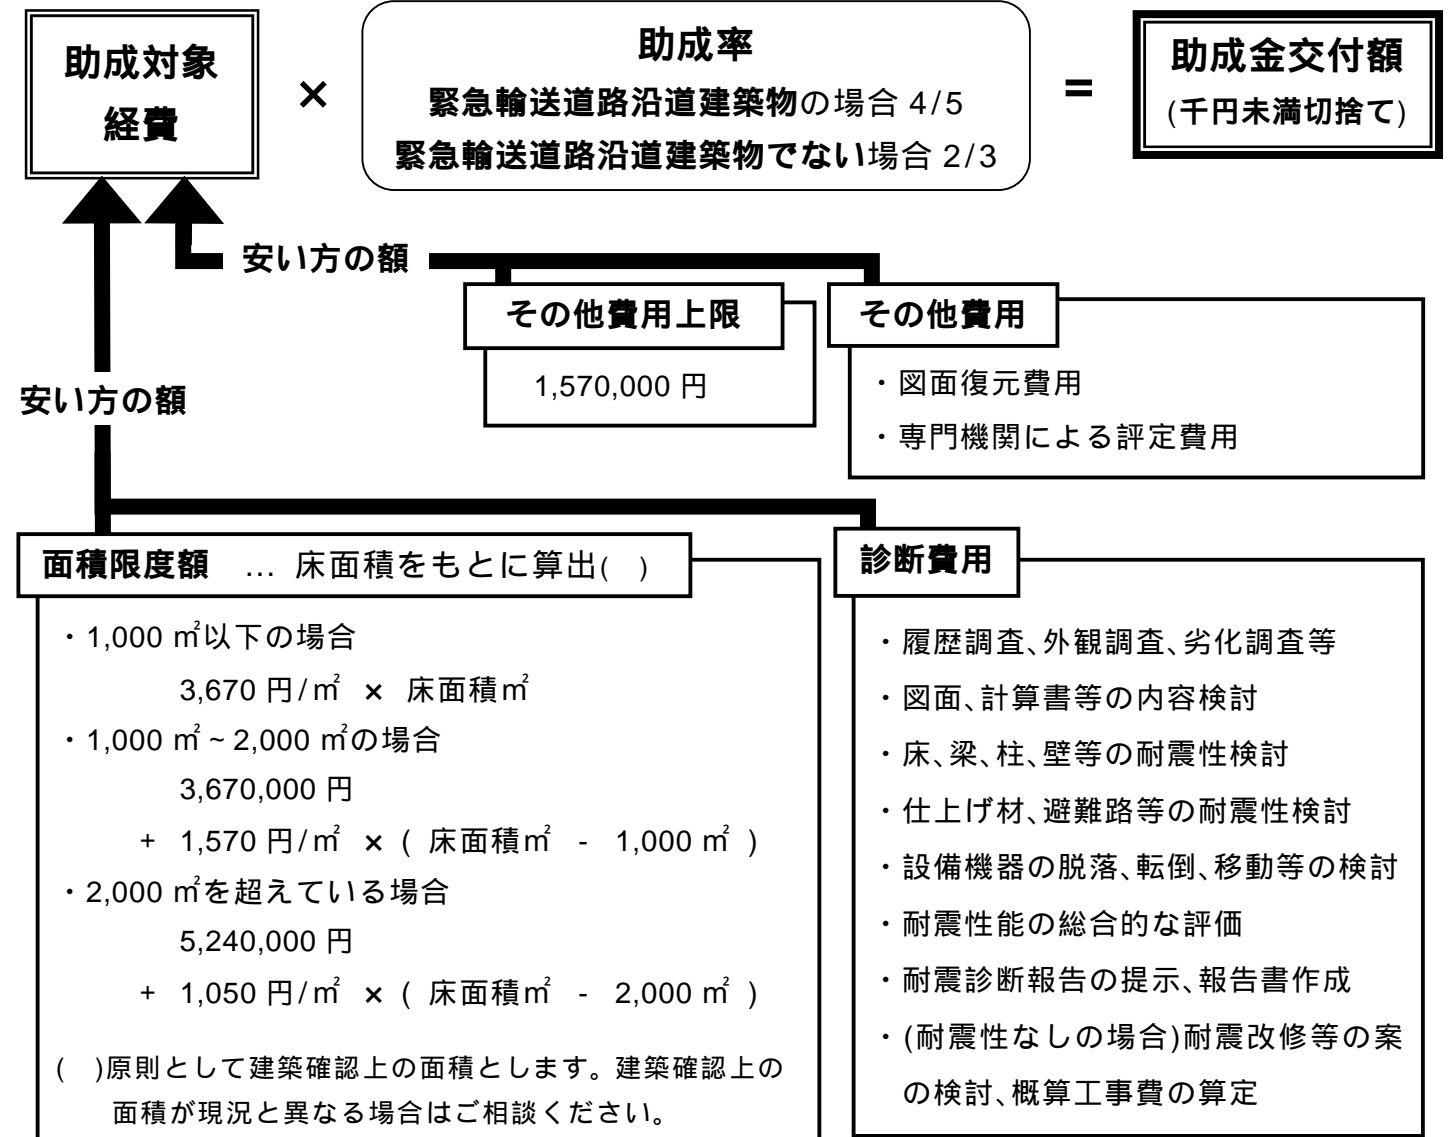 助成対象
経費
×
助成率
緊急輸送道路沿道建築物の場合 4/5
緊急輸送道路沿道建築物でない場合 2/3
=
助成金交付額
(千円未満切捨て)
安い方の額
その他費用上限
1,570,000 円
その他費用
・図面復元費用
・専門機関による評定費用
安い方の額
面積限度額 … 床面積をもとに算出( )
・1,000 ㎡以下の場合
3,670 円/㎡ × 床面積㎡
・1,000 ㎡~2,000 ㎡の場合
3,670,000 円
+ 1,570 円/㎡ × ( 床面積㎡ - 1,000 ㎡ )
・2,000 ㎡を超えている場合
5,240,000 円
+ 1,050 円/㎡ × ( 床面積㎡ - 2,000 ㎡ )
( )原則として建築確認上の面積とします。建築確認上の
面積が現況と異なる場合はご相談ください。
診断費用
・履歴調査、外観調査、劣化調査等
・図面、計算書等の内容検討
・床、梁、柱、壁等の耐震性検討
・仕上げ材、避難路等の耐震性検討
・設備機器の脱落、転倒、移動等の検討
・耐震性能の総合的な評価
・耐震診断報告の提示、報告書作成
・(耐震性なしの場合)耐震改修等の案
の検討、概算工事費の算定